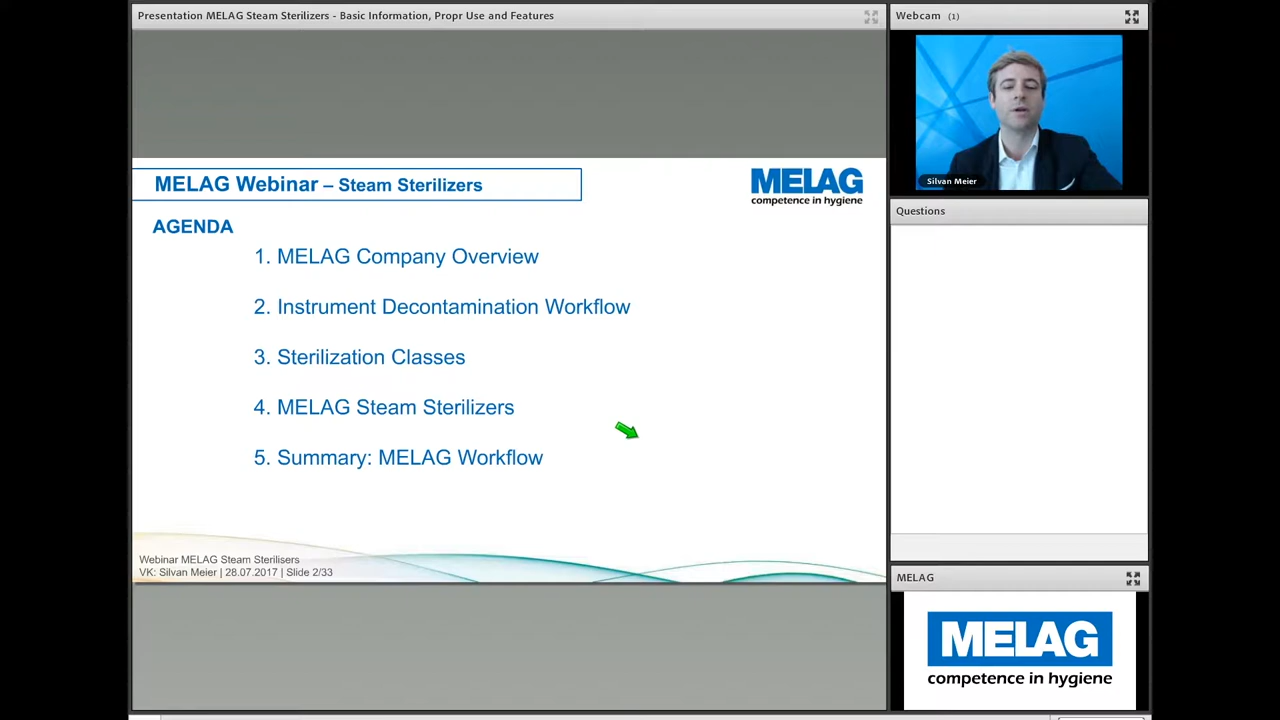 Presentation MELAG Steam Sterilizers - Basic Information, Propr Use and Features
Webcam (1)
Silvan Meier
MELAG Webinar – Steam Sterilizers
MELAG
competence in hygiene
AGENDA
1. MELAG Company Overview
2. Instrument Decontamination Workflow
3. Sterilization Classes
4. MELAG Steam Sterilizers
5. Summary: MELAG Workflow
Webinar MELAG Steam Sterilisers
VK: Silvan Meier | 28.07.2017 | Slide 2/33
Questions
MELAG
MELAG
competence in hygiene